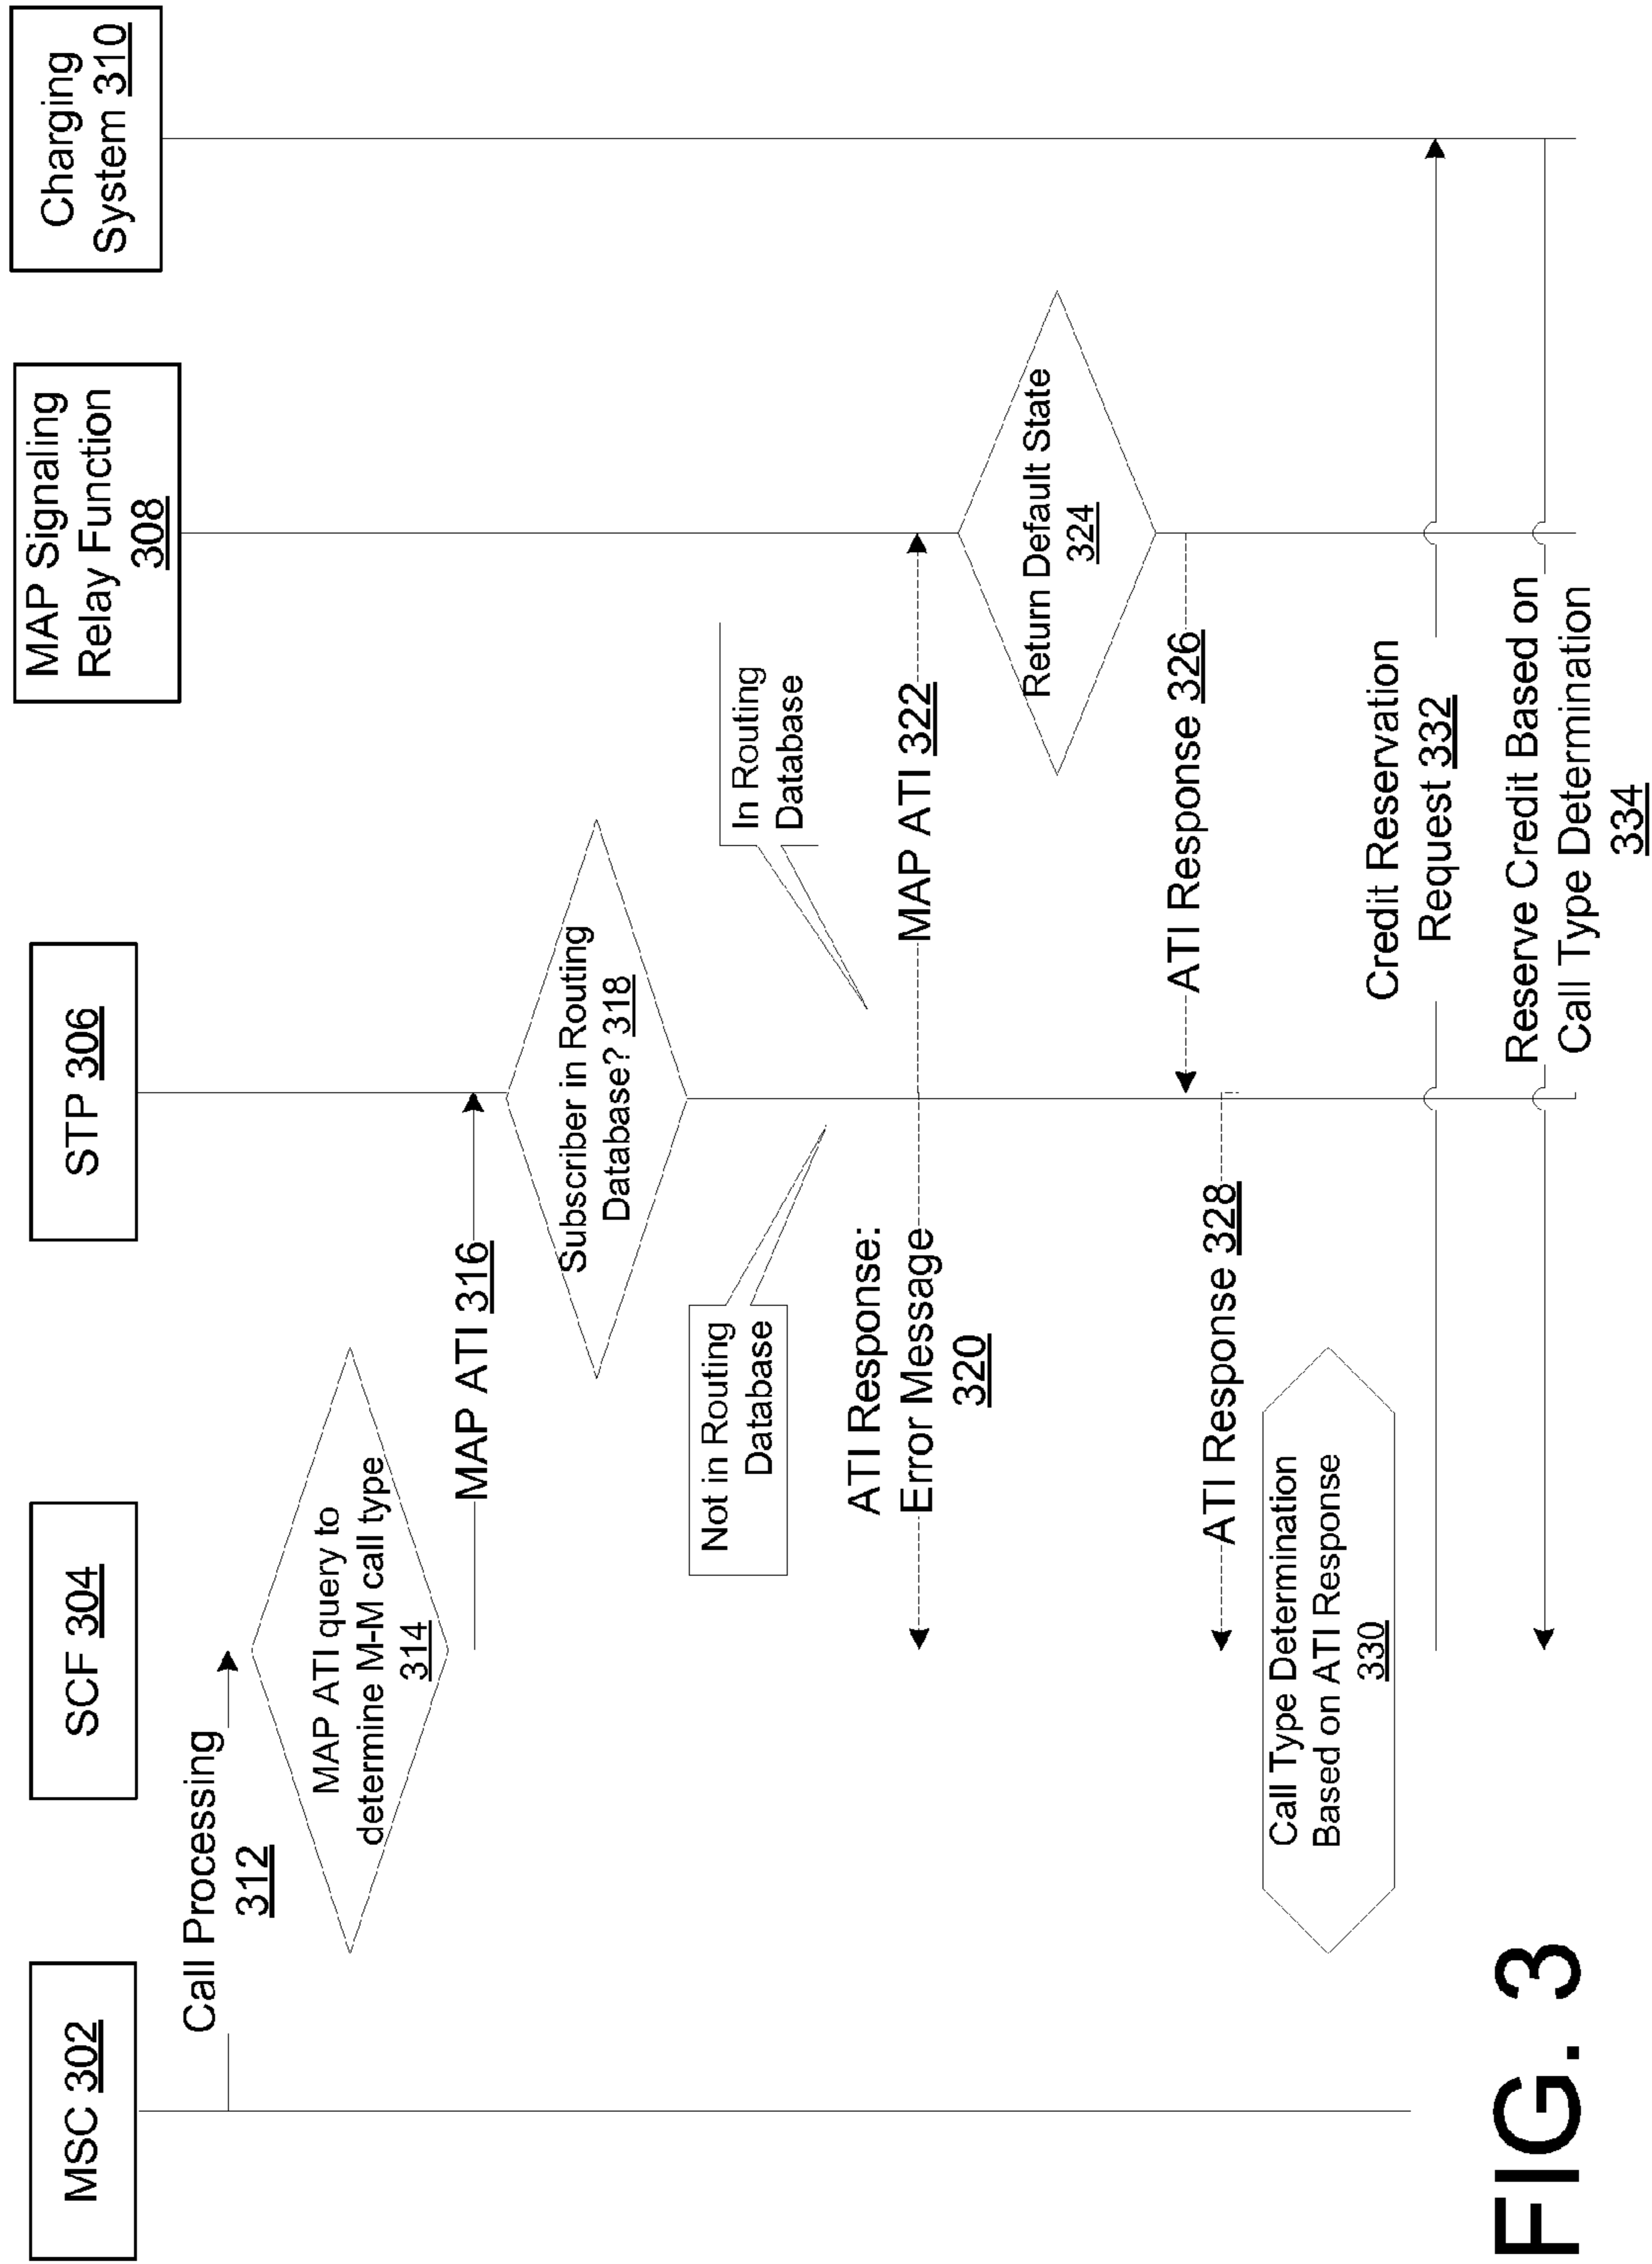 MSC 302
SCF 304
STP 306
MAP Signaling
Relay Function
308
Charging
System 310
Call Processing
312
MAP ATI query to
determine M-M call type
314
MAP ATI 316
Subscriber in Routing
Database? 318
Not in Routing
Database
In Routing
Database
ATI Response:
Error Message
320
MAP ATI 322
Return Default State
324
ATI Response 326
ATI Response 328
Call Type Determination
Based on ATI Response
330
Credit Reservation
Request 332
Reserve Credit Based on
Call Type Determination
334
FIG. 3